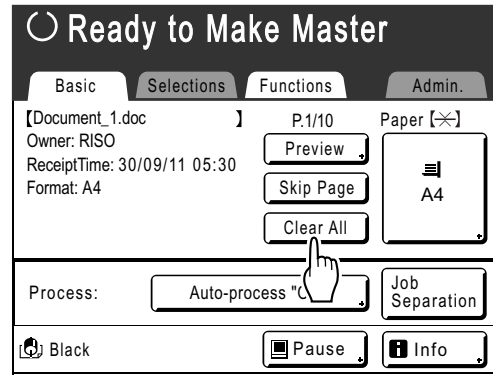 Ready to Make Master
Basic
Selections
Functions
Admin.
【Document_1.doc 】
P.1/10
Paper【 】
Owner: RISO
ReceiptTime: 30/09/11 05:30
Format: A4
Preview
Skip Page
Clear All
A4
Process:
Auto-process
Job
Separation
Black
Pause
Info